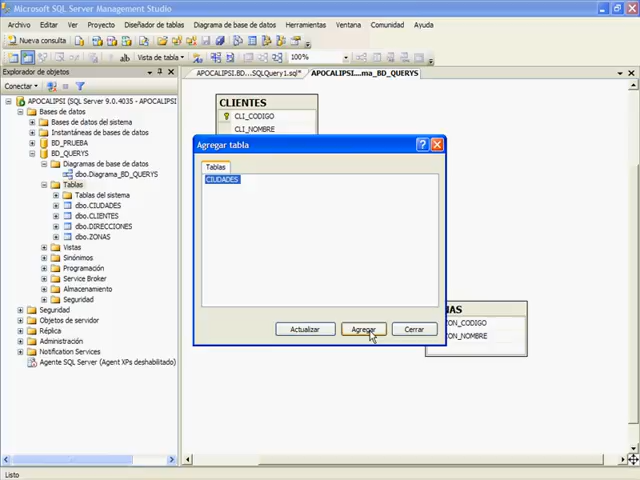 Microsoft SQL Server Management Studio
Archivo Editar Ver Proyecto Diseñador de tablas Diagrama de base de datos Herramientas Ventana Comunidad Ayuda
Nueva consulta 100%
Vista de tabla
Explorador de objetos
APOCALIPSI.BD...SQLQuery1.sql* APOCALIPSI....ma_BD_QUERYS
Conectar
APOCALIPSI (SQL Server 9.0.4035 - APOCALIPSI
Bases de datos
Bases de datos del sistema
Instantáneas de bases de datos
BD_PRUEBA
BD_QUERYS
Diagramas de base de datos
dbo.Diagrama_BD_QUERYS
Tablas
Tablas del sistema
dbo.CIUDADES
dbo.CLIENTES
dbo.DIRECCIONES
dbo.ZONAS
Vistas
Sinónimos
Programación
Service Broker
Almacenamiento
Seguridad
Seguridad
Objetos de servidor
Réplica
Administración
Notification Services
Agente SQL Server (Agent XPs deshabilitado)
CLIENTES
CLI_CODIGO
CLI_NOMBRE
Agregar tabla
Tablas
CIUDADES
Actualizar Agregar Cerrar
NAS
ON_CODIGO
ON_NOMBRE
Listo